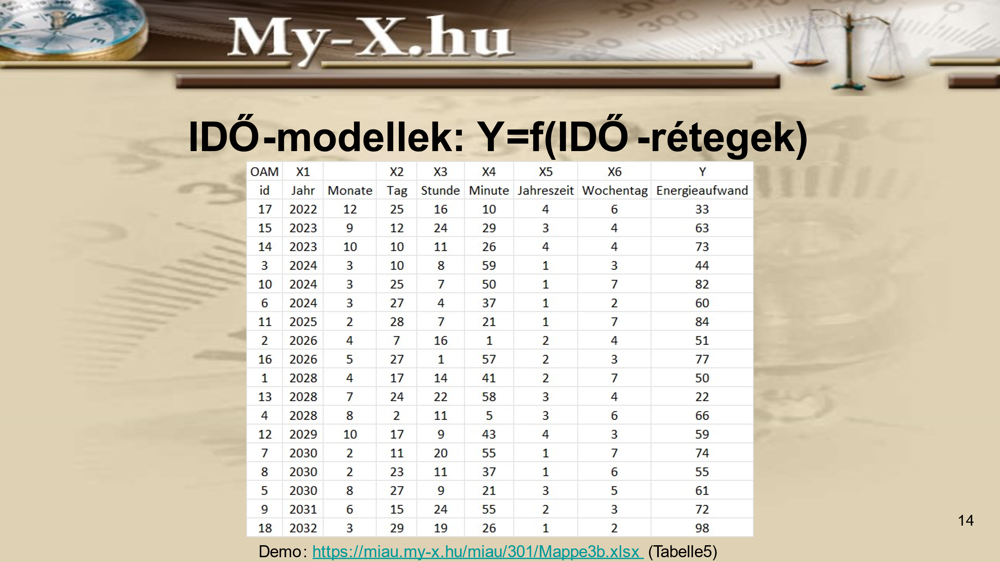 My-X.hu
www.my-x.hu
IDŐ-modellek: Y=f(IDŐ-rétegek)
OAM X1 X2 X3 X4 X5 X6 Y
id Jahr Monate Tag Stunde Minute Jahreszeit Wochentag Energieaufwand
17 2022 12 25 16 10 4 6 33
15 2023 9 12 24 29 3 4 63
14 2023 10 10 11 26 4 4 73
3 2024 3 10 8 59 1 3 44
10 2024 3 25 7 50 1 7 82
6 2024 3 27 4 37 1 2 60
11 2025 2 28 7 21 1 7 84
2 2026 4 7 16 1 2 4 51
16 2026 5 27 1 57 2 3 77
1 2028 4 17 14 41 2 7 50
13 2028 7 24 22 58 3 4 22
4 2028 8 2 11 5 3 6 66
12 2029 10 17 9 43 4 3 59
7 2030 2 11 20 55 1 7 74
8 2030 2 23 11 37 1 6 55
5 2030 8 27 9 21 3 5 61
9 2031 6 15 24 55 2 3 72
18 2032 3 29 19 26 1 2 98
14
Demo: https://miau.my-x.hu/miau/301/Mappe3b.xlsx (Tabelle5)